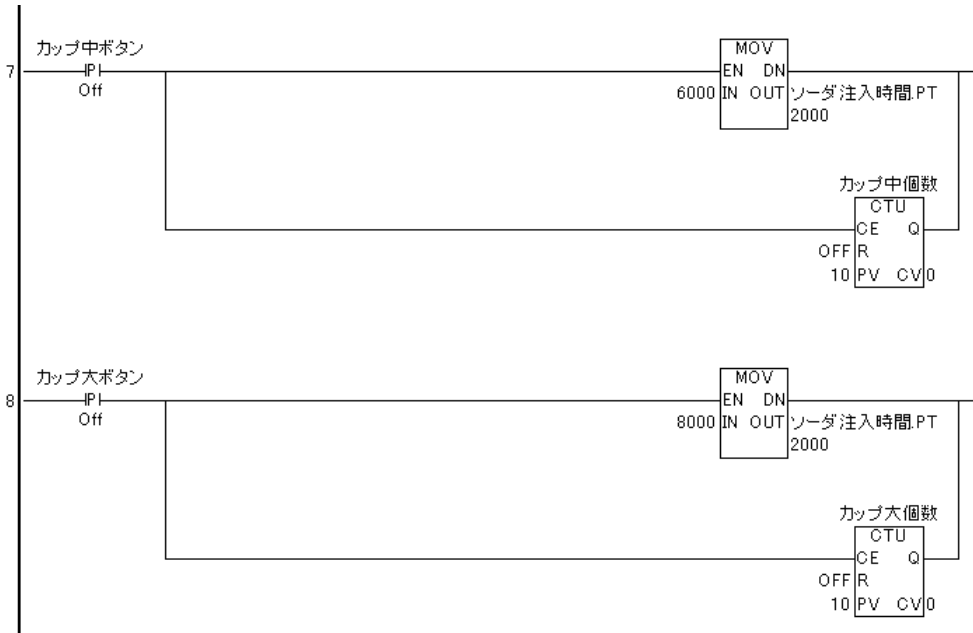 カップ中ボタン
7
P
Off
MOV
EN DN
6000 IN OUT ソーダ注入時間.PT
2000
カップ中個数
CTU
CE Q
OFF R
10 PV CV 0
カップ大ボタン
8
P
Off
MOV
EN DN
8000 IN OUT ソーダ注入時間.PT
2000
カップ大個数
CTU
CE Q
OFF R
10 PV CV 0